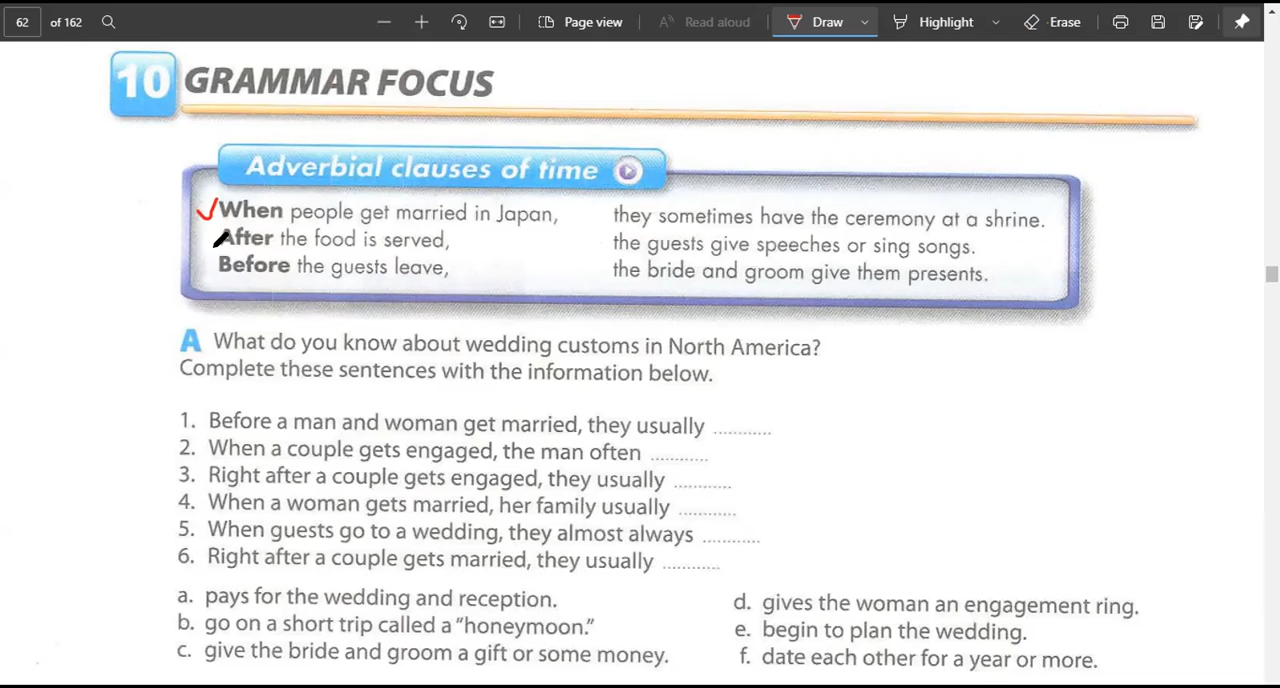 62 of 162 Page view Read aloud Draw Highlight Erase
10 GRAMMAR FOCUS
Adverbial clauses of time
When people get married in Japan, they sometimes have the ceremony at a shrine.
After the food is served, the guests give speeches or sing songs.
Before the guests leave, the bride and groom give them presents.
A What do you know about wedding customs in North America?
Complete these sentences with the information below.
1. Before a man and woman get married, they usually ............
2. When a couple gets engaged, the man often ............
3. Right after a couple gets engaged, they usually ............
4. When a woman gets married, her family usually ............
5. When guests go to a wedding, they almost always ............
6. Right after a couple gets married, they usually ............
a. pays for the wedding and reception.
b. go on a short trip called a “honeymoon.”
c. give the bride and groom a gift or some money.
d. gives the woman an engagement ring.
e. begin to plan the wedding.
f. date each other for a year or more.